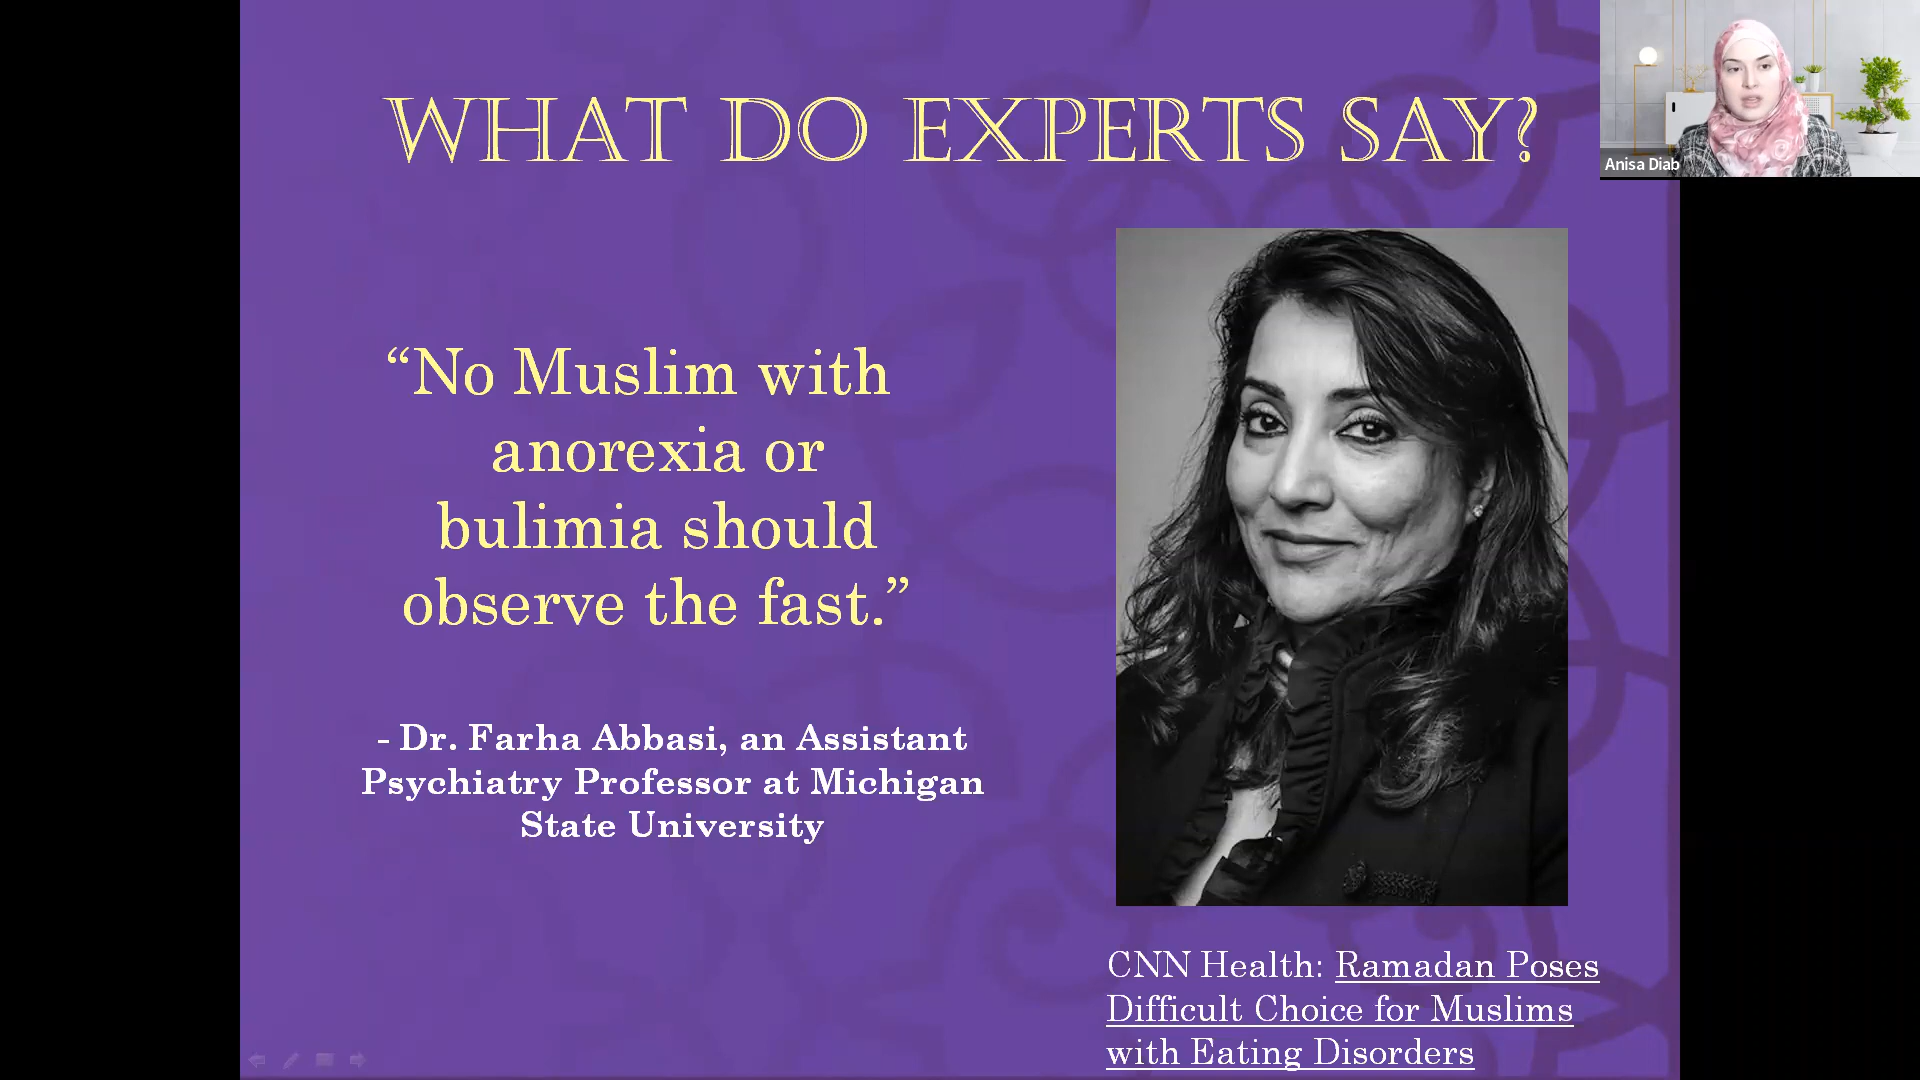 WHAT DO EXPERTS SAY?
Anisa Diab
“No Muslim with
anorexia or
bulimia should
observe the fast.”
- Dr. Farha Abbasi, an Assistant
Psychiatry Professor at Michigan
State University
CNN Health: Ramadan Poses
Difficult Choice for Muslims
with Eating Disorders